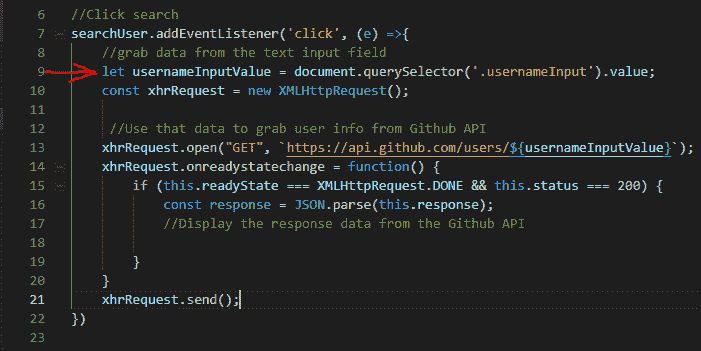 6 //Click search
7 searchUser.addEventListener('click', (e) =>{
8 //grab data from the text input field
9 let usernameInputValue = document.querySelector('.usernameInput').value;
10 const xhrRequest = new XMLHttpRequest();
11
12 //Use that data to grab user info from Github API
13 xhrRequest.open("GET", `https://api.github.com/users/${usernameInputValue}`);
14 xhrRequest.onreadystatechange = function() {
15 if (this.readyState === XMLHttpRequest.DONE && this.status === 200) {
16 const response = JSON.parse(this.response);
17 //Display the response data from the Github API
18
19 }
20 }
21 xhrRequest.send();
22 })
23